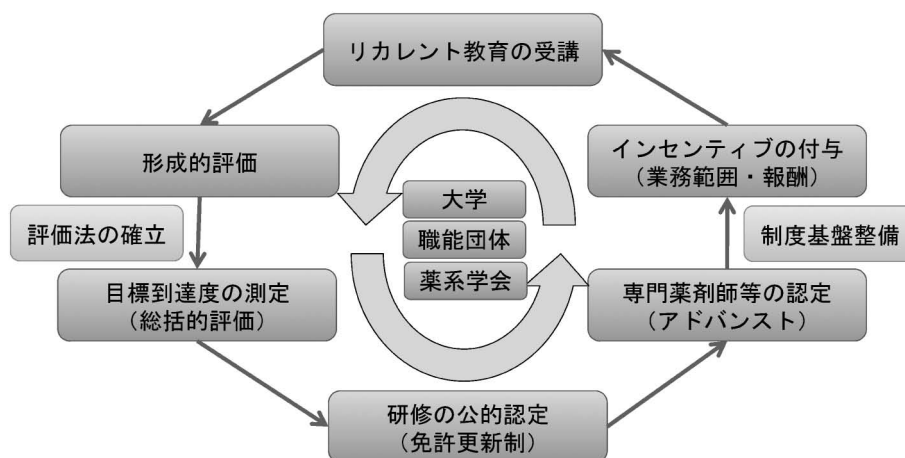 リカレント教育の受講
形成的評価
インセンティブの付与
（業務範囲・報酬）
大学
職能団体
薬系学会
評価法の確立
制度基盤整備
目標到達度の測定
（総括的評価）
専門薬剤師等の認定
（アドバンスト）
研修の公的認定
（免許更新制）